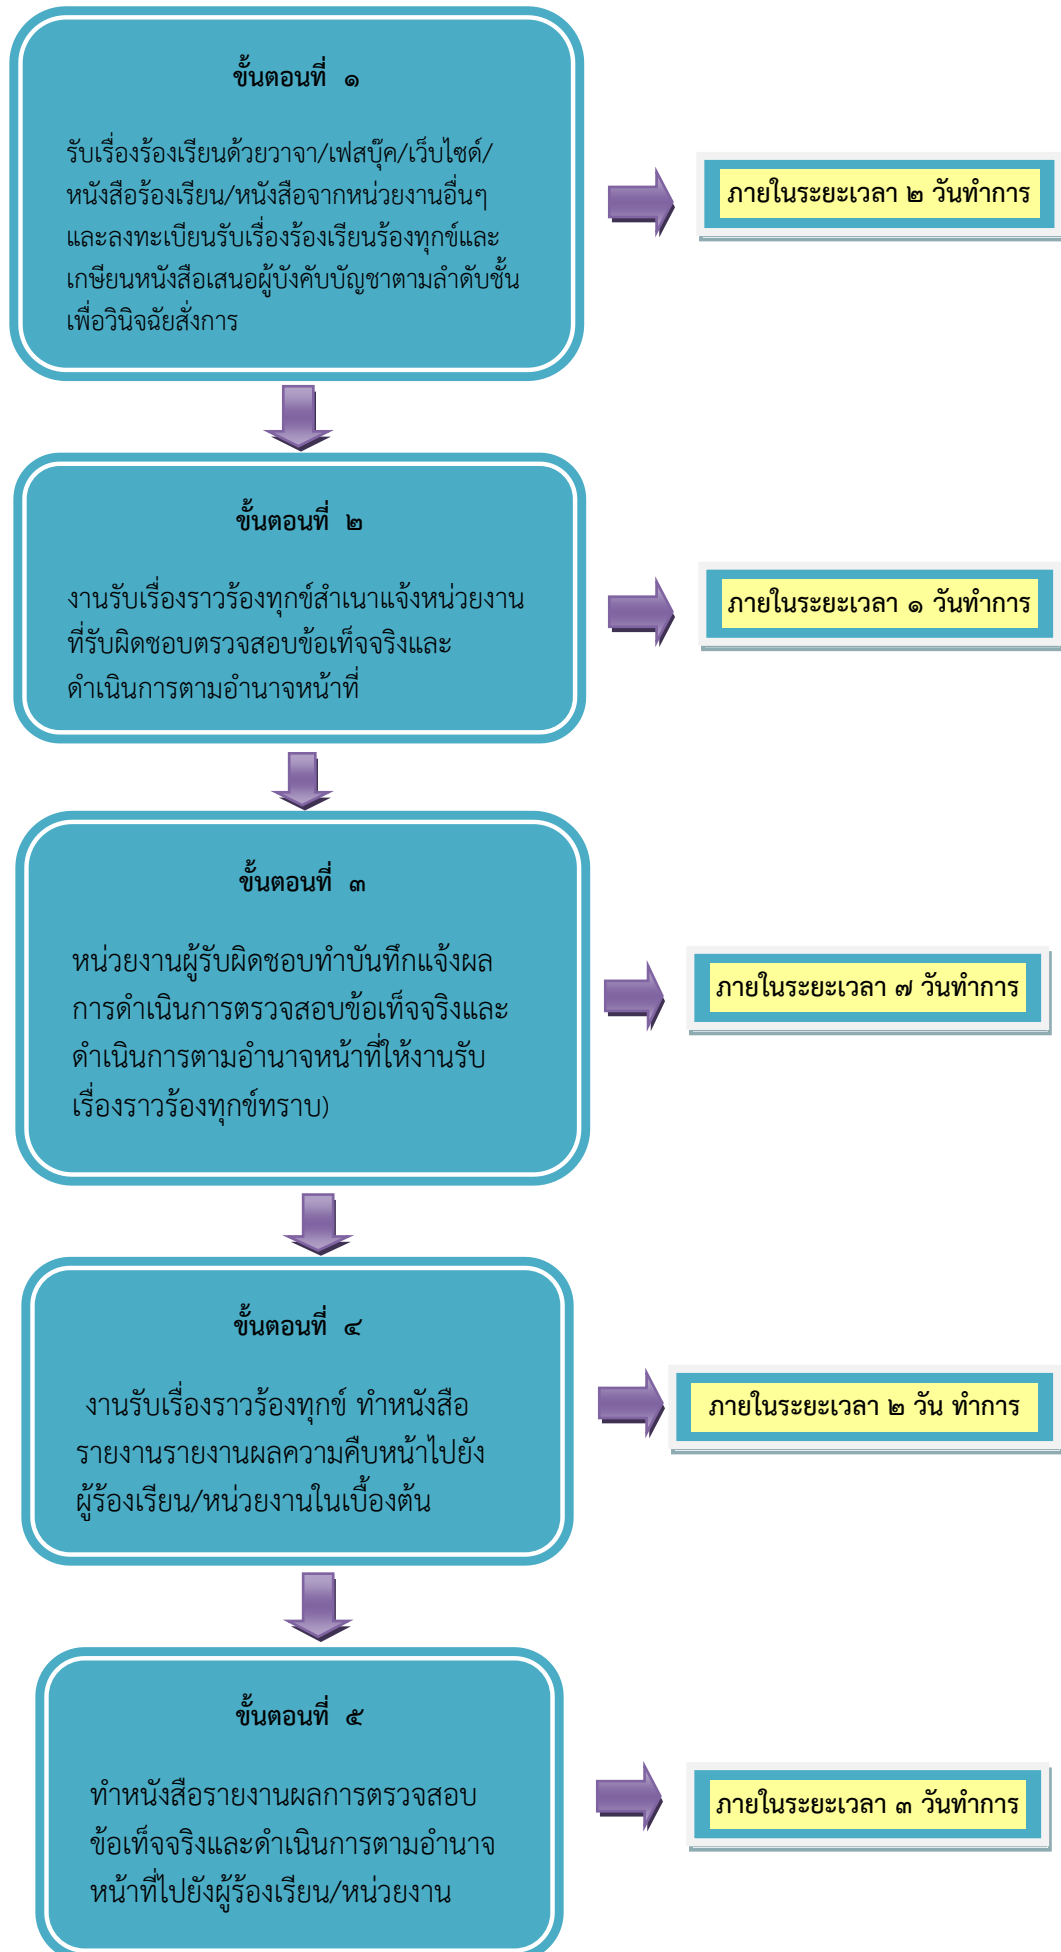 ขั้นตอนที่ ๑
รับเรื่องร้องเรียนด้วยวาจา/เฟสบุ๊ค/เว็บไซด์/
หนังสือร้องเรียน/หนังสือจากหน่วยงานอื่นๆ
และลงทะเบียนรับเรื่องร้องเรียนร้องทุกข์และ
เกษียนหนังสือเสนอผู้บังคับบัญชาตามลำดับชั้น
เพื่อวินิจฉัยสั่งการ
ภายในระยะเวลา ๒ วันทำการ
ขั้นตอนที่ ๒
งานรับเรื่องราวร้องทุกข์สำเนาแจ้งหน่วยงาน
ที่รับผิดชอบตรวจสอบข้อเท็จจริงและ
ดำเนินการตามอำนาจหน้าที่
ภายในระยะเวลา ๑ วันทำการ
ขั้นตอนที่ ๓
หน่วยงานผู้รับผิดชอบทำบันทึกแจ้งผล
การดำเนินการตรวจสอบข้อเท็จจริงและ
ดำเนินการตามอำนาจหน้าที่ให้งานรับ
เรื่องราวร้องทุกข์ทราบ)
ภายในระยะเวลา ๗ วันทำการ
ขั้นตอนที่ ๔
งานรับเรื่องราวร้องทุกข์ ทำหนังสือ
รายงานรายงานผลความคืบหน้าไปยัง
ผู้ร้องเรียน/หน่วยงานในเบื้องต้น
ภายในระยะเวลา ๒ วัน ทำการ
ขั้นตอนที่ ๕
ทำหนังสือรายงานผลการตรวจสอบ
ข้อเท็จจริงและดำเนินการตามอำนาจ
หน้าที่ไปยังผู้ร้องเรียน/หน่วยงาน
ภายในระยะเวลา ๓ วันทำการ